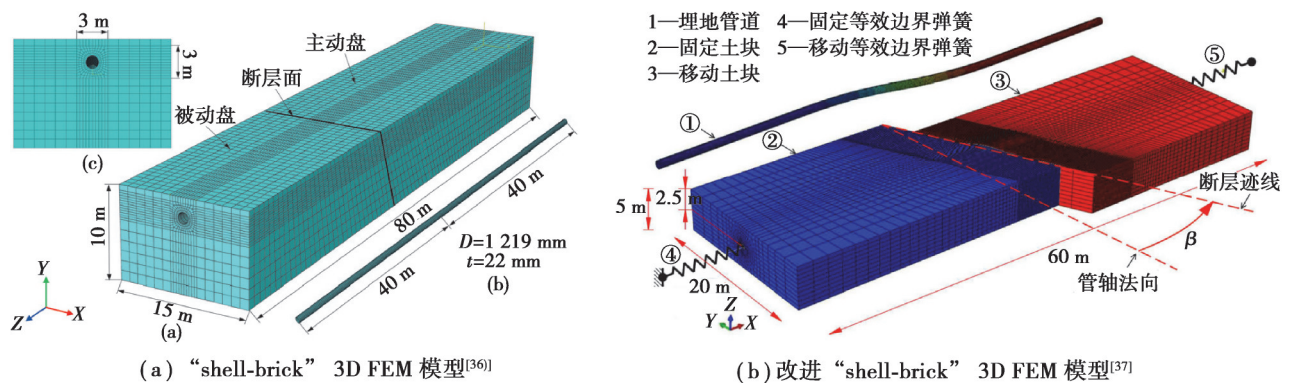 3 m
3 m
(c)
主动盘
断层面
被动盘
10 m
15 m
(a)
80 m
40 m
40 m
D=1 219 mm
t=22 mm
(b)
Y
X
Z
(a)“shell-brick” 3D FEM 模型[36)]
1—埋地管道 4—固定等效边界弹簧
2—固定土块 5—移动等效边界弹簧
3—移动土块
①
②
③
④
⑤
5 m
2.5 m
20 m
60 m
断层迹线
β
管轴法向
Z
Y
X
(b)改进“shell-brick” 3D FEM 模型[37]